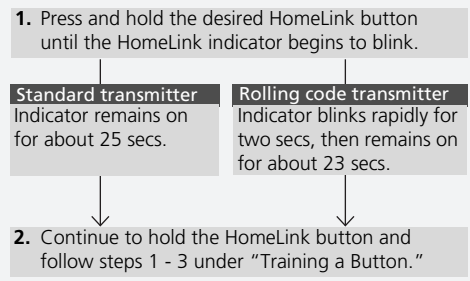 1. Press and hold the desired HomeLink button
until the HomeLink indicator begins to blink.
Standard transmitter
Indicator remains on
for about 25 secs.
Rolling code transmitter
Indicator blinks rapidly for
two secs, then remains on
for about 23 secs.
2. Continue to hold the HomeLink button and
follow steps 1 - 3 under “Training a Button.”